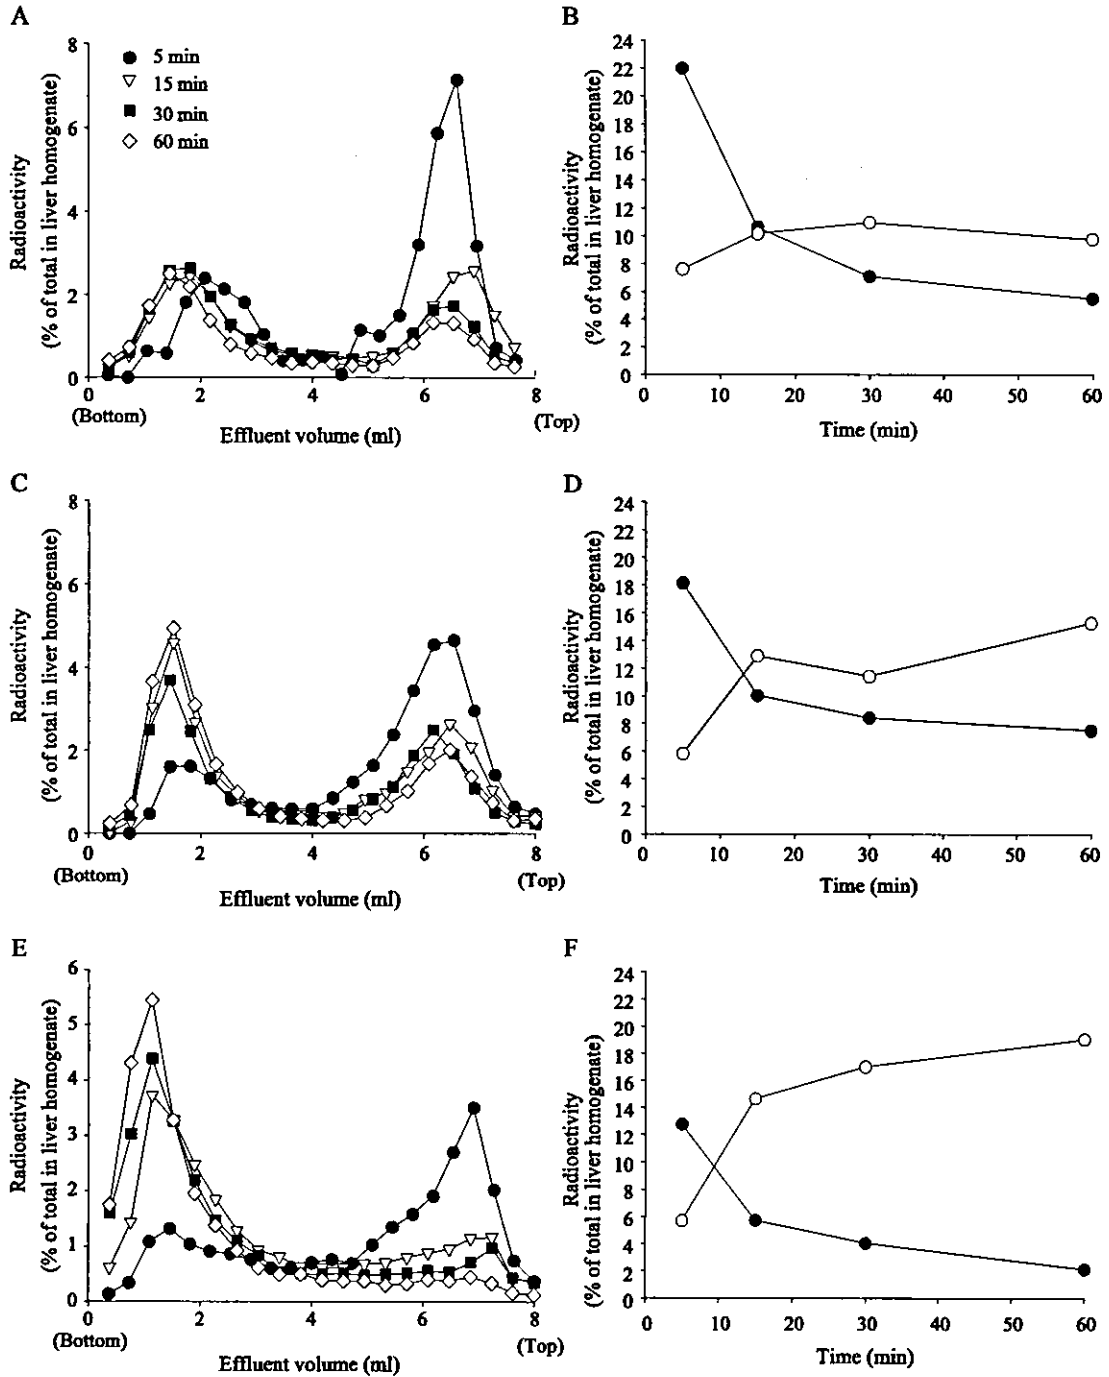 A
Radioactivity
(% of total in liver homogenate)
8
6
4
2
0
5 min
15 min
30 min
60 min
0 2 4 6 8
(Bottom) (Top)
Effluent volume (ml)
B
Radioactivity
(% of total in liver homogenate)
24
22
20
18
16
14
12
10
8
6
4
2
0
0 10 20 30 40 50 60
Time (min)
C
Radioactivity
(% of total in liver homogenate)
8
6
4
2
0
0 2 4 6 8
(Bottom) (Top)
Effluent volume (ml)
D
Radioactivity
(% of total in liver homogenate)
24
22
20
18
16
14
12
10
8
6
4
2
0
0 10 20 30 40 50 60
Time (min)
E
Radioactivity
(% of total in liver homogenate)
6
5
4
3
2
1
0
0 2 4 6 8
(Bottom) (Top)
Effluent volume (ml)
F
Radioactivity
(% of total in liver homogenate)
24
22
20
18
16
14
12
10
8
6
4
2
0
0 10 20 30 40 50 60
Time (min)